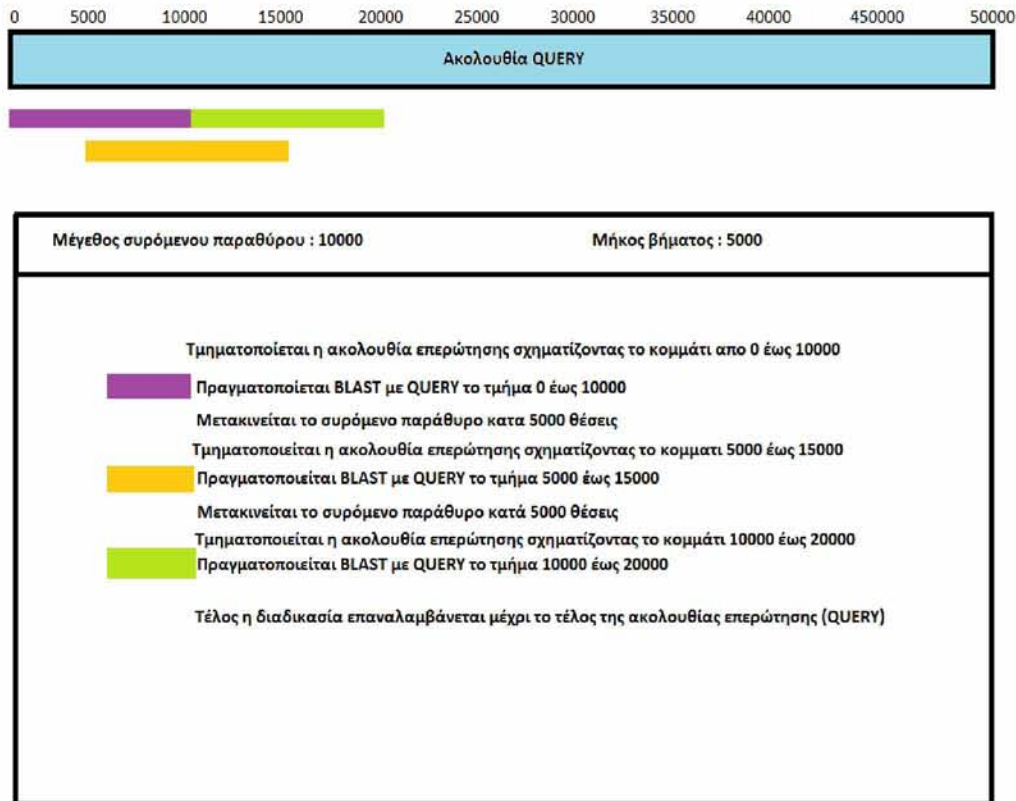 0 5000 10000 15000 20000 25000 30000 35000 40000 450000 50000
Ακολουθία QUERY
Μέγεθος συρόμενου παραθύρου : 10000 Μήκος βήματος : 5000
Τμηματοποίεται η ακολουθία επερώτησης σχηματίζοντας το κομμάτι απο 0 έως 10000
Πραγματοποίεται BLAST με QUERY το τμήμα 0 έως 10000
Μετακινείται το συρόμενο παράθυρο κατα 5000 θέσεις
Τμηματοποιείται η ακολουθία επερώτησης σχηματίζοντας το κομματι 5000 έως 15000
Πραγματοποιείται BLAST με QUERY το τμήμα 5000 έως 15000
Μετακινείται το συρόμενο παράθυρο κατά 5000 θέσεις
Τμηματοποιείται η ακολουθία επερώτησης σχηματίζοντας το κομμάτι 10000 έως 20000
Πραγματοποιείται BLAST με QUERY το τμήμα 10000 έως 20000
Τέλος η διαδικασία επαναλαμβάνεται μέχρι το τέλος της ακολουθίας επερώτησης (QUERY)